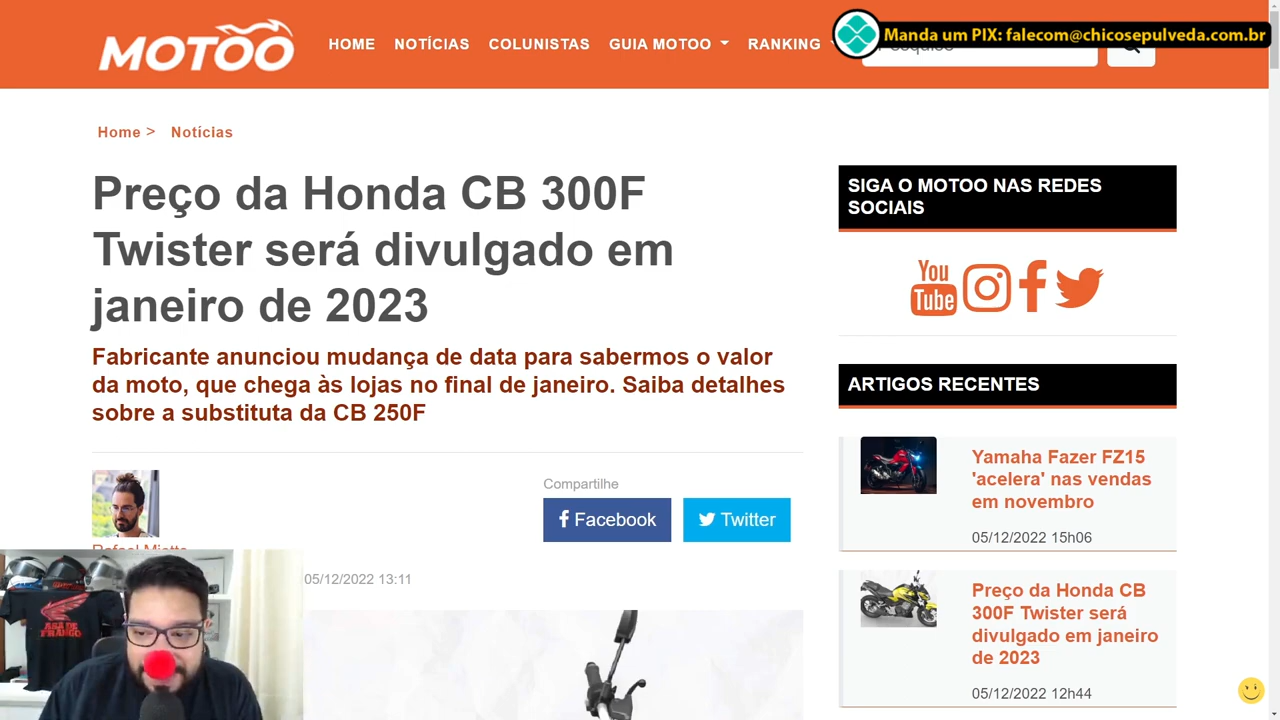 MOTOO
HOME NOTÍCIAS COLUNISTAS GUIA MOTOO RANKING
Manda um PIX: falecom@chicosepulveda.com.br
Home > Notícias
Preço da Honda CB 300F
Twister será divulgado em
janeiro de 2023
Fabricante anunciou mudança de data para sabermos o valor
da moto, que chega às lojas no final de janeiro. Saiba detalhes
sobre a substituta da CB 250F
Compartilhe
Facebook
Twitter
05/12/2022 13:11
ASA DE
FRANGO
SIGA O MOTOO NAS REDES
SOCIAIS
You
Tube
ARTIGOS RECENTES
Yamaha Fazer FZ15
'acelera' nas vendas
em novembro
05/12/2022 15h06
Preço da Honda CB
300F Twister será
divulgado em janeiro
de 2023
05/12/2022 12h44